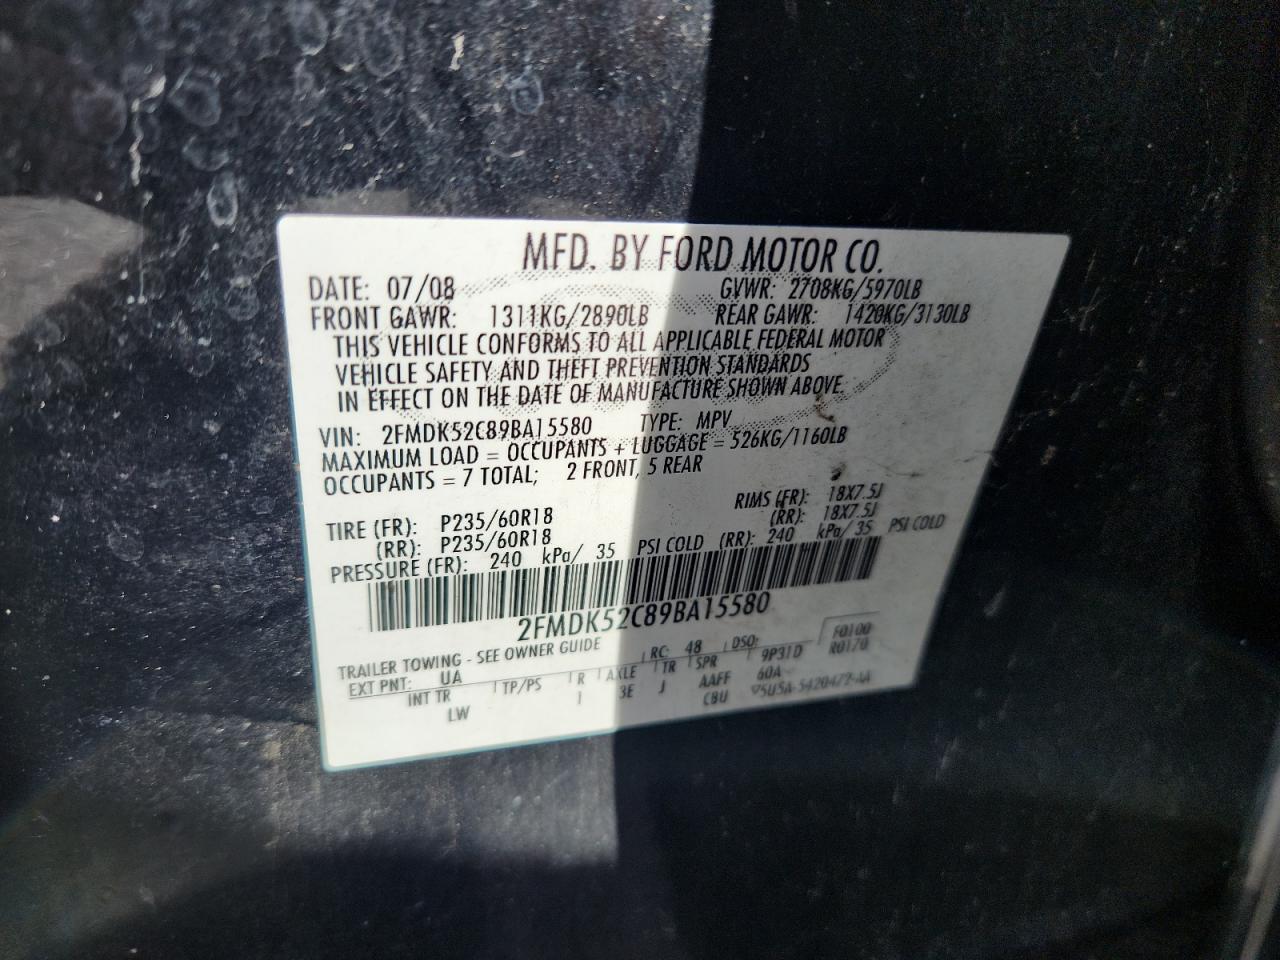 MFD. BY FORD MOTOR CO.
DATE: 07/08 GVWR: 2708KG/5970LB
FRONT GAWR: 1311KG/2890LB REAR GAWR: 1420KG/3130LB
THIS VEHICLE CONFORMS TO ALL APPLICABLE FEDERAL MOTOR
VEHICLE SAFETY AND THEFT PREVENTION STANDARDS
IN EFFECT ON THE DATE OF MANUFACTURE SHOWN ABOVE.
VIN: 2FMDK52C89BA15580 TYPE: MPV
MAXIMUM LOAD = OCCUPANTS + LUGGAGE = 526KG/1160LB
OCCUPANTS = 7 TOTAL; 2 FRONT, 5 REAR
TIRE (FR): P235/60R18 RIMS (FR): 18X7.5J
(RR): P235/60R18 (RR): 18X7.5J
PRESSURE (FR): 240 kPa/ 35 PSI COLD (RR): 240 kPa/ 35 PSI COLD
2FMDK52C89BA15580
TRAILER TOWING - SEE OWNER GUIDE
EXT PNT: UA RC: 48 DSO: F0100
INT TR TP/PS R AXLE TR SPR 9P31D R0170
LW I 3E J AAFF 60A
CBU 5U5A-5420472-AA